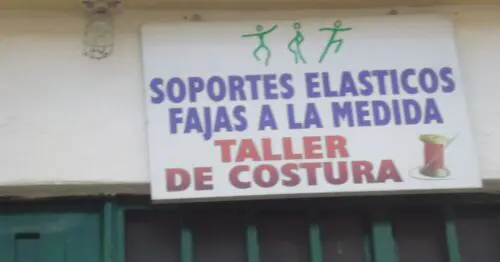 SOPORTES ELASTICOS
FAJAS A LA MEDIDA
TALLER
DE COSTURA